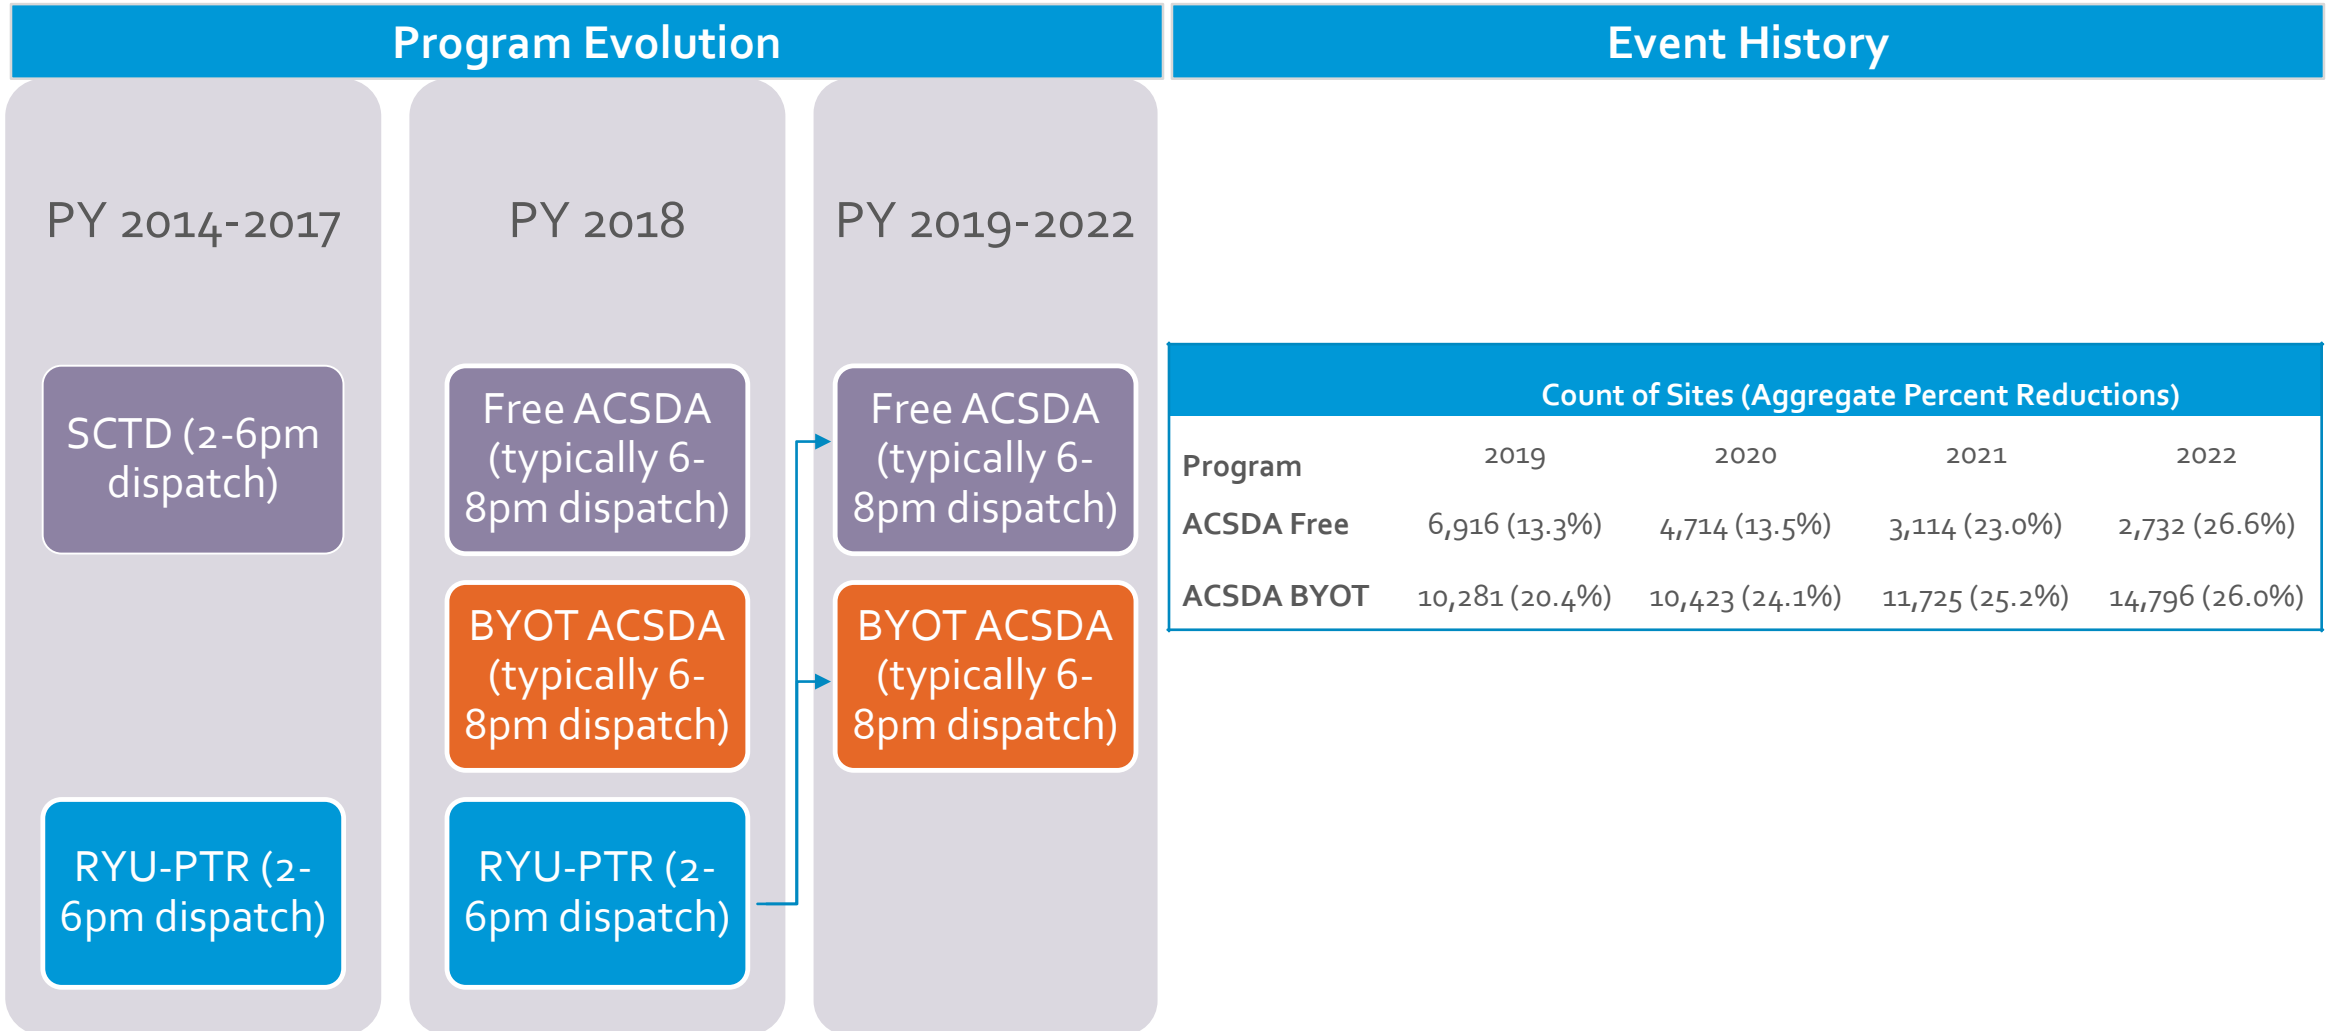 Program Evolution
Event History
PY 2014-2017
SCTD (2-6pm
dispatch)
RYU-PTR (2-
6pm dispatch)
PY 2018
Free ACSDA
(typically 6-
8pm dispatch)
BYOT ACSDA
(typically 6-
8pm dispatch)
RYU-PTR (2-
6pm dispatch)
PY 2019-2022
Free ACSDA
(typically 6-
8pm dispatch)
BYOT ACSDA
(typically 6-
8pm dispatch)
Count of Sites (Aggregate Percent Reductions)
Program 2019 2020 2021 2022
ACSDA Free 6,916 (13.3%) 4,714 (13.5%) 3,114 (23.0%) 2,732 (26.6%)
ACSDA BYOT 10,281 (20.4%) 10,423 (24.1%) 11,725 (25.2%) 14,796 (26.0%)